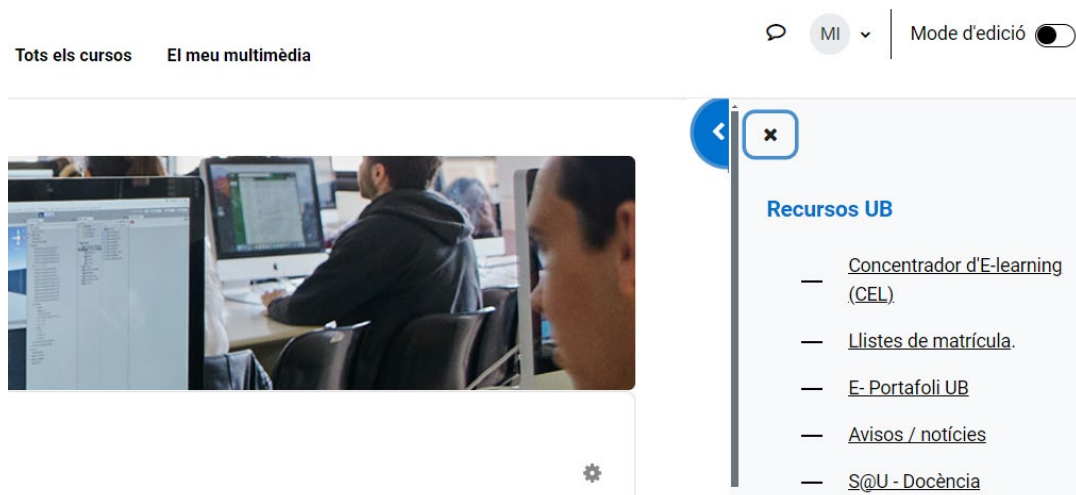 Tots els cursos El meu multimèdia
MI
Mode d'edició
Recursos UB
Concentrador d'E-learning
(CEL)
Llistes de matrícula.
E- Portafoli UB
Avisos / notícies
S@U - Docència